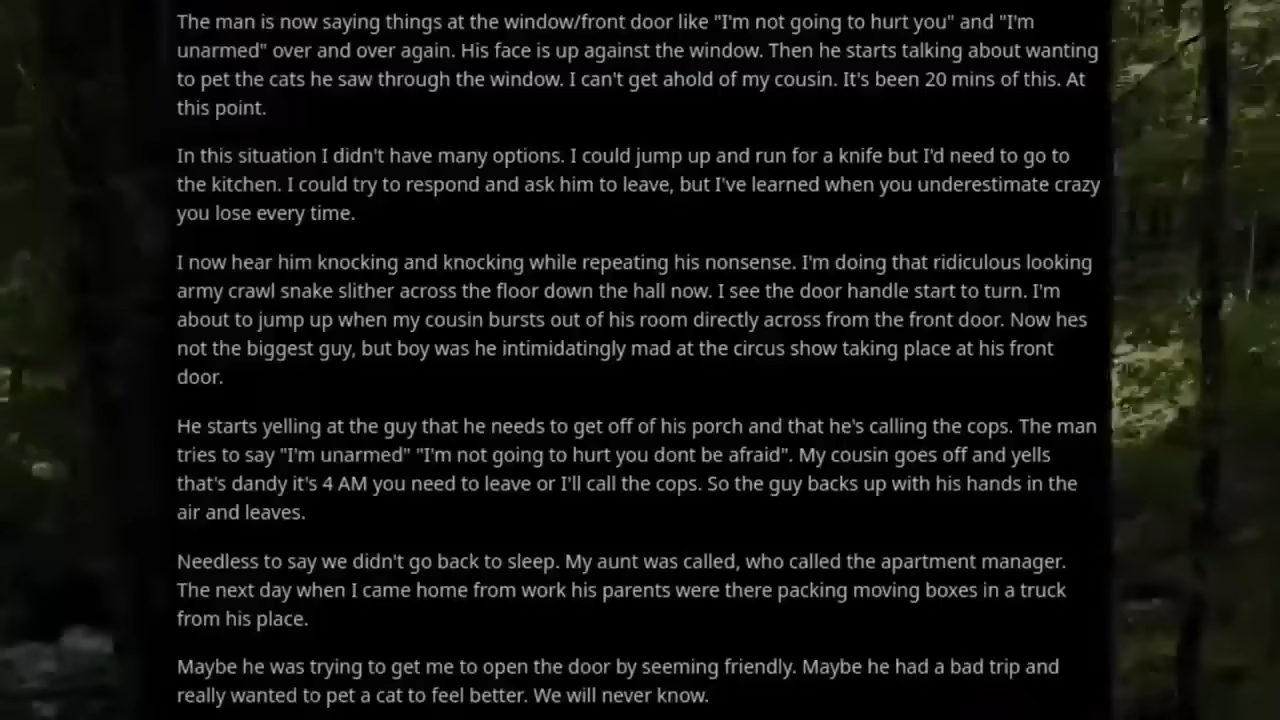 The man is now saying things at the window/front door like "I'm not going to hurt you" and "I'm
unarmed" over and over again. His face is up against the window. Then he starts talking about wanting
to pet the cats he saw through the window. I can't get ahold of my cousin. It's been 20 mins of this. At
this point.
In this situation I didn't have many options. I could jump up and run for a knife but I'd need to go to
the kitchen. I could try to respond and ask him to leave, but I've learned when you underestimate crazy
you lose every time.
I now hear him knocking and knocking while repeating his nonsense. I'm doing that ridiculous looking
army crawl snake slither across the floor down the hall now. I see the door handle start to turn. I'm
about to jump up when my cousin bursts out of his room directly across from the front door. Now hes
not the biggest guy, but boy was he intimidatingly mad at the circus show taking place at his front
door.
He starts yelling at the guy that he needs to get off of his porch and that he's calling the cops. The man
tries to say "I'm unarmed" "I'm not going to hurt you dont be afraid". My cousin goes off and yells
that's dandy it's 4 AM you need to leave or I'll call the cops. So the guy backs up with his hands in the
air and leaves.
Needless to say we didn't go back to sleep. My aunt was called, who called the apartment manager.
The next day when I came home from work his parents were there packing moving boxes in a truck
from his place.
Maybe he was trying to get me to open the door by seeming friendly. Maybe he had a bad trip and
really wanted to pet a cat to feel better. We will never know.